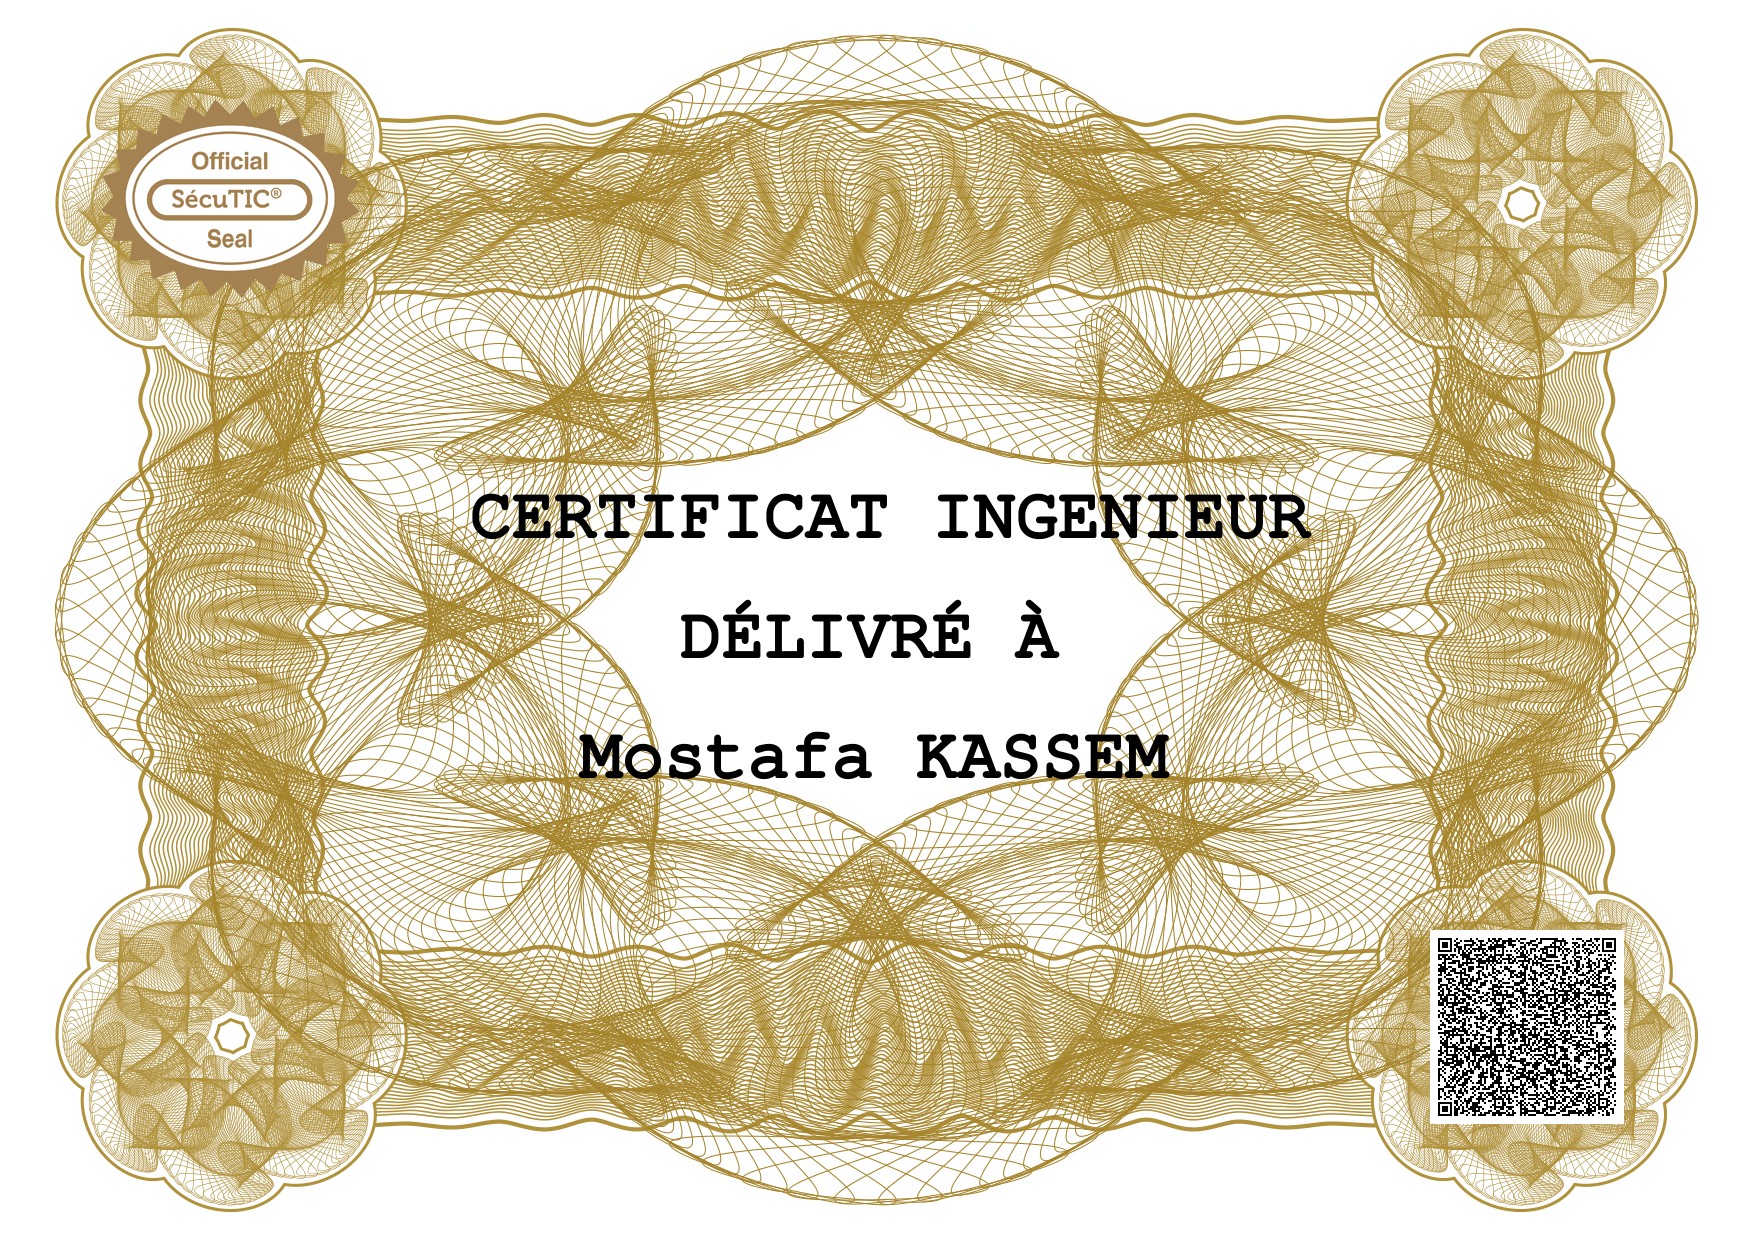 Official
SécuTIC®
Seal
CERTIFICAT INGENIEUR
DÉLIVRÉ À
Mostafa KASSEM